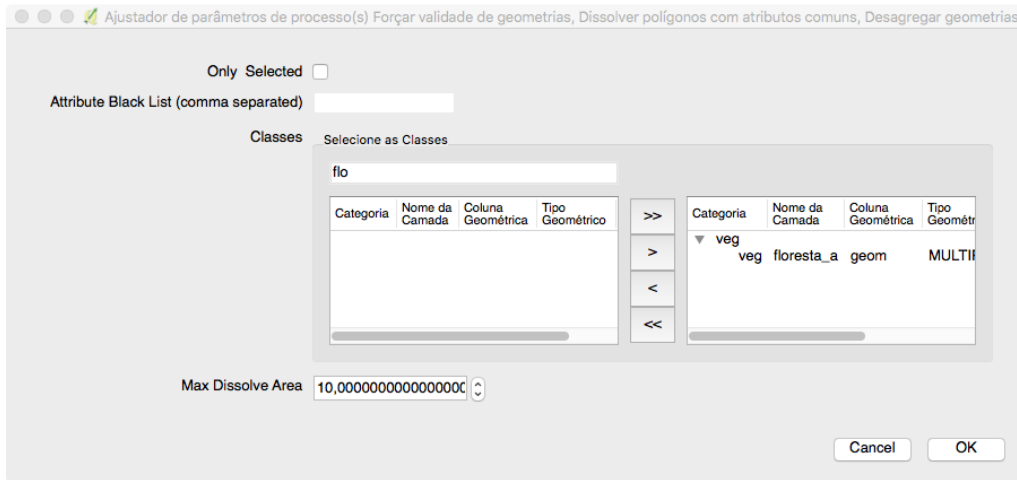 Ajustador de parâmetros de processo(s) Forçar validade de geometrias, Dissolver polígonos com atributos comuns, Desagregar geometrias
Only Selected
Attribute Black List (comma separated)
Classes
Selecione as Classes
flo
Categoria Nome da Camada Coluna Geométrica Tipo Geométrico
>>
>
<
<<
Categoria Nome da Camada Coluna Geométrica Tipo Geométr
veg
veg floresta_a geom MULTIF
Max Dissolve Area
10,0000000000000000
Cancel
OK